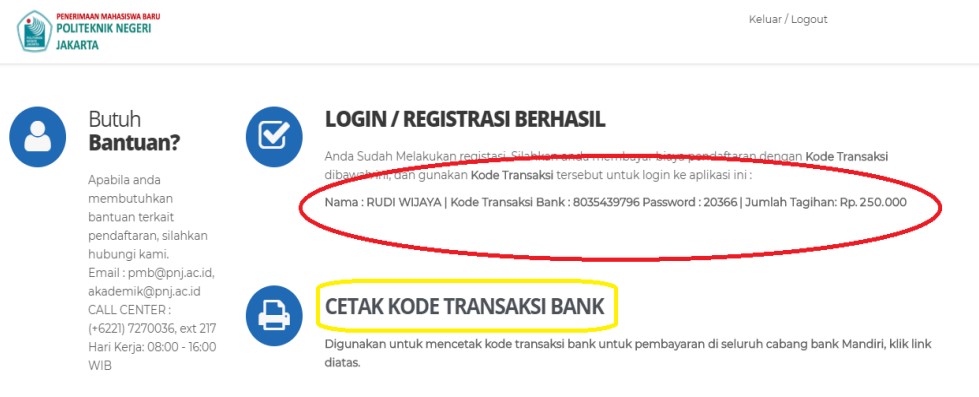 PENERIMAAN MAHASISWA BARU
POLITEKNIK NEGERI
JAKARTA
Keluar / Logout
Butuh
Bantuan?
Apabila anda
membutuhkan
bantuan terkait
pendaftaran, silahkan
hubungi kami.
Email : pmb@pnj.ac.id,
akademik@pnj.ac.id
CALL CENTER :
(+6221) 7270036, ext 217
Hari Kerja: 08:00 - 16:00
WIB
LOGIN / REGISTRASI BERHASIL
Anda Sudah Melakukan registasi. Silahkan anda membayar biaya pendaftaran dengan Kode Transaksi
dibawah ini, dan gunakan Kode Transaksi tersebut untuk login ke aplikasi ini :
Nama : RUDI WIJAYA | Kode Transaksi Bank : 8035439796 Password : 20366 | Jumlah Tagihan: Rp. 250.000
CETAK KODE TRANSAKSI BANK
Digunakan untuk mencetak kode transaksi bank untuk pembayaran di seluruh cabang bank Mandiri, klik link
diatas.